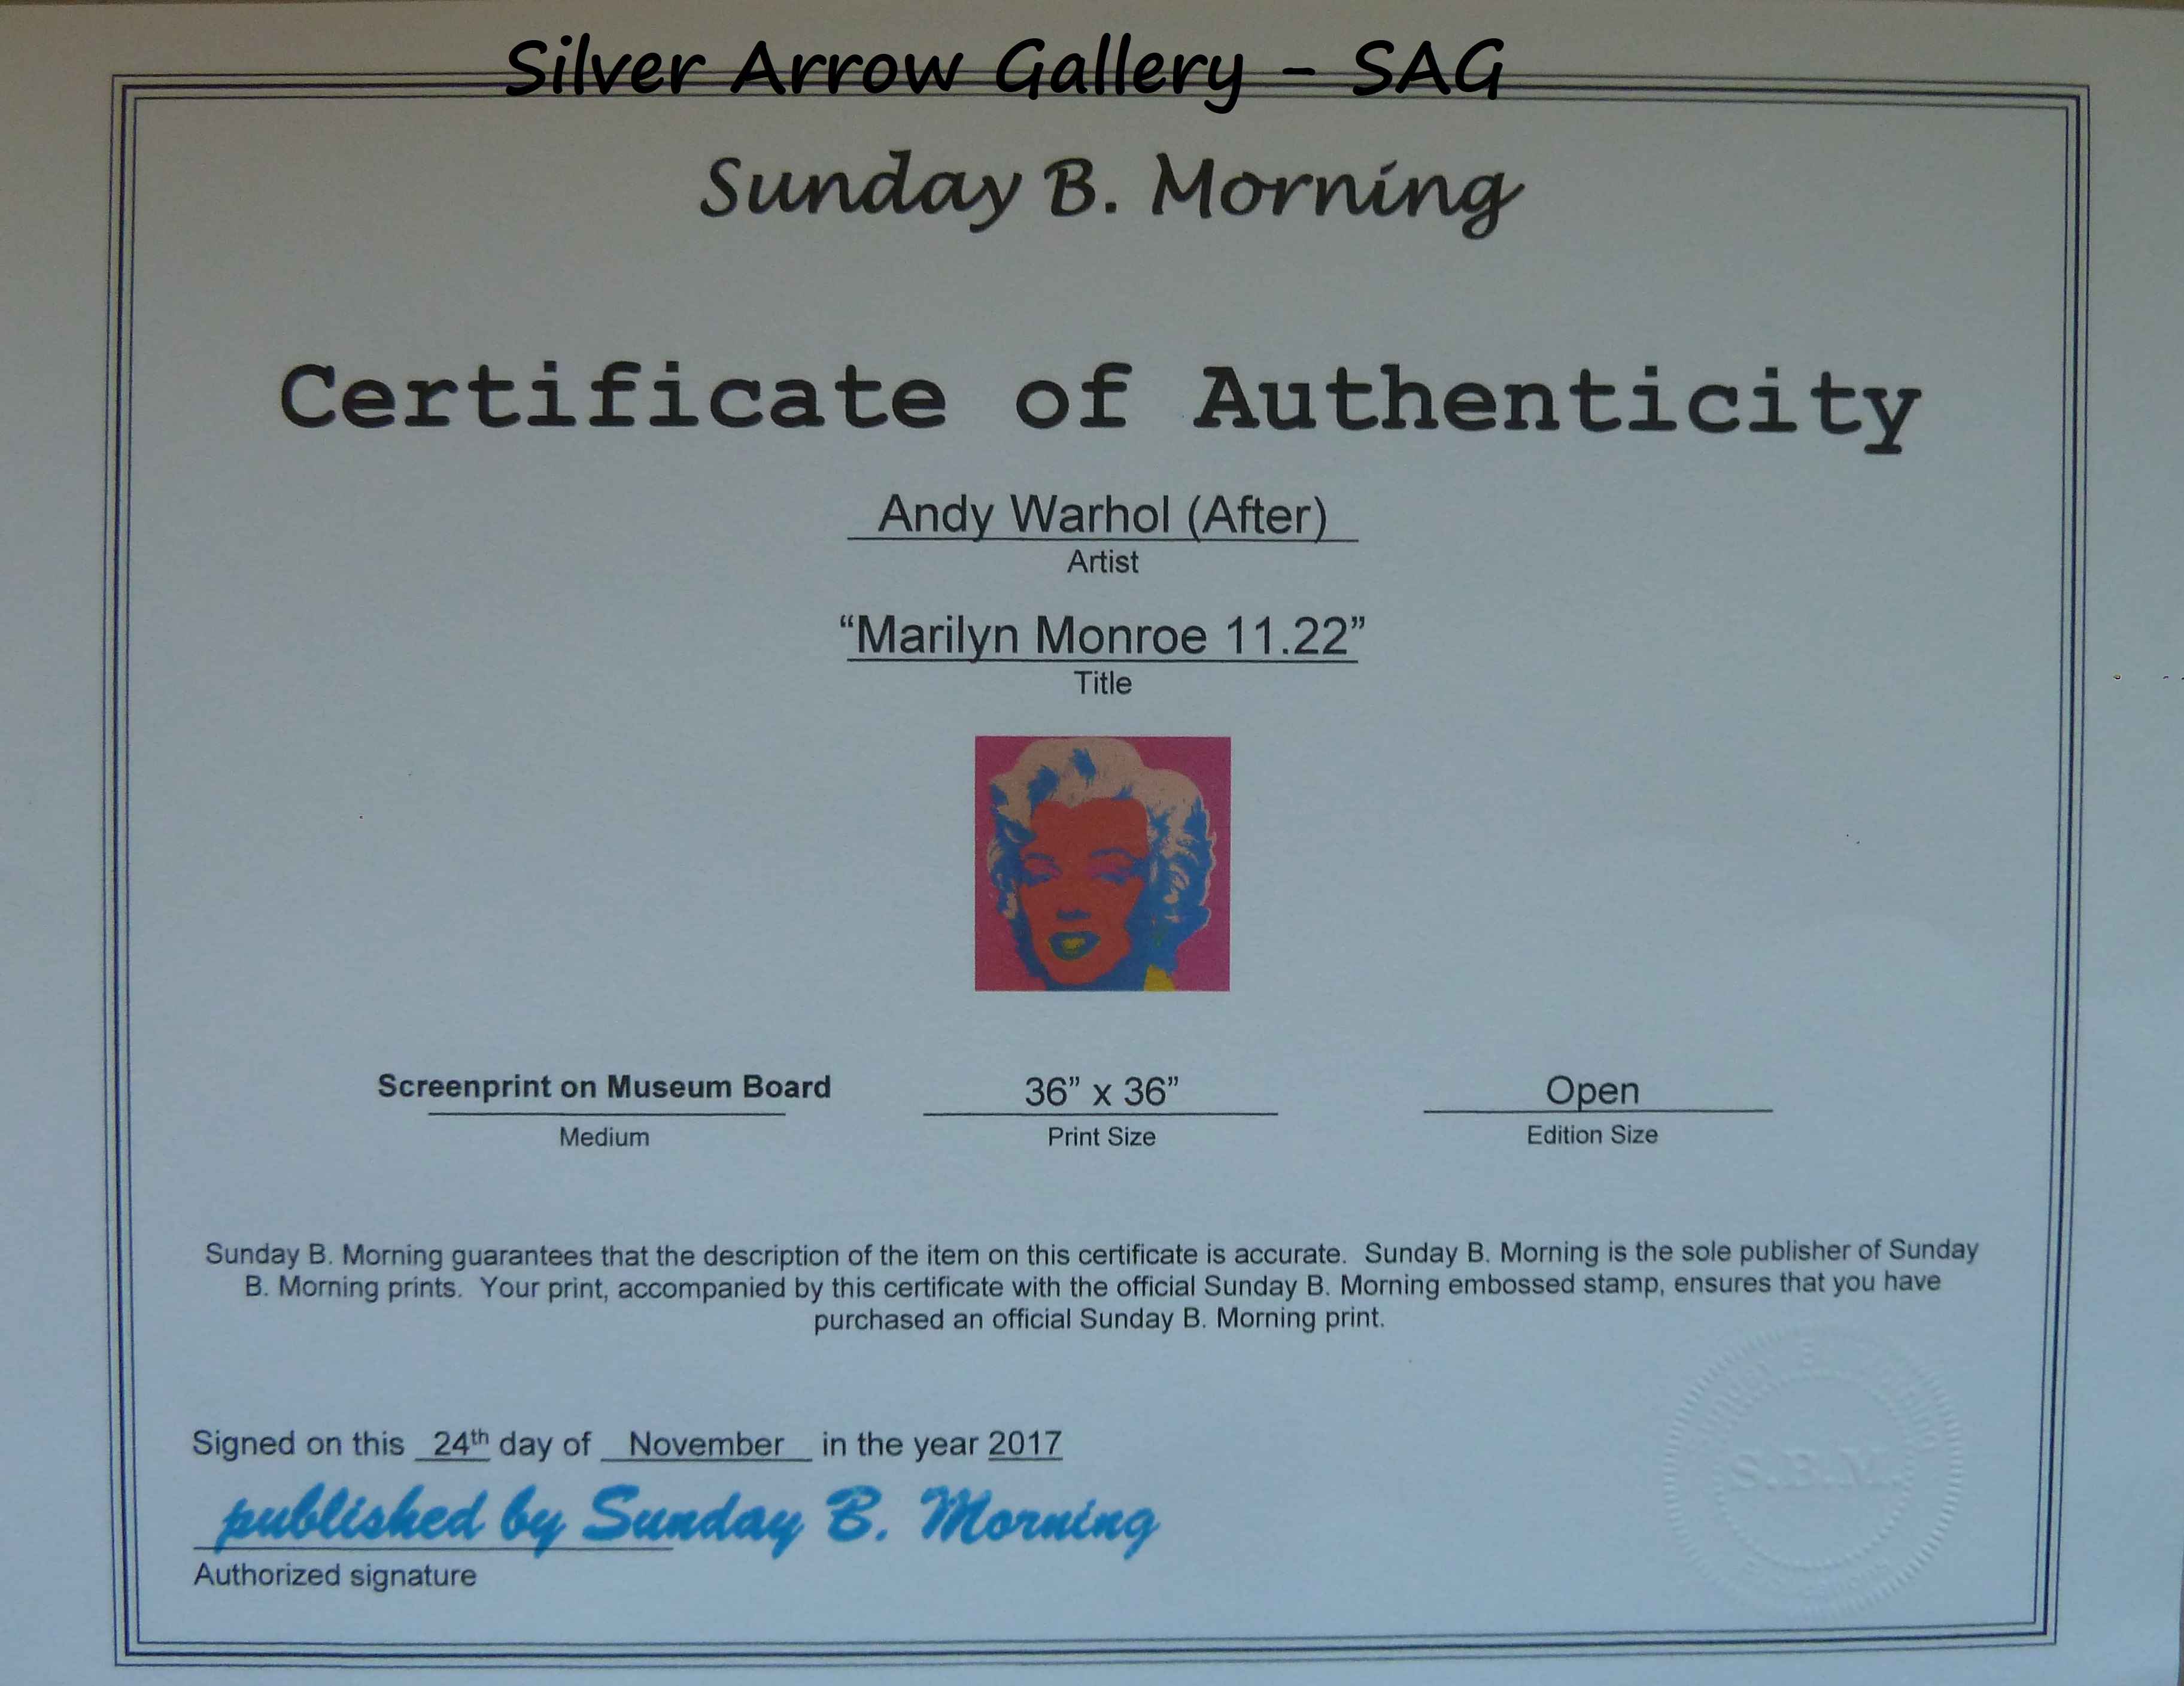 Silver Arrow Gallery - SAG
Sunday B. Morning
Certificate of Authenticity
Andy Warhol (After)
Artist
“Marilyn Monroe 11.22”
Title
Screenprint on Museum Board 36” x 36” Open
Medium Print Size Edition Size
Sunday B. Morning guarantees that the description of the item on this certificate is accurate. Sunday B. Morning is the sole publisher of Sunday
B. Morning prints. Your print, accompanied by this certificate with the official Sunday B. Morning embossed stamp, ensures that you have
purchased an official Sunday B. Morning print.
Signed on this 24th day of November in the year 2017
published by Sunday B. Morning
Authorized signature
Sunday B. Morning
S.B.M.